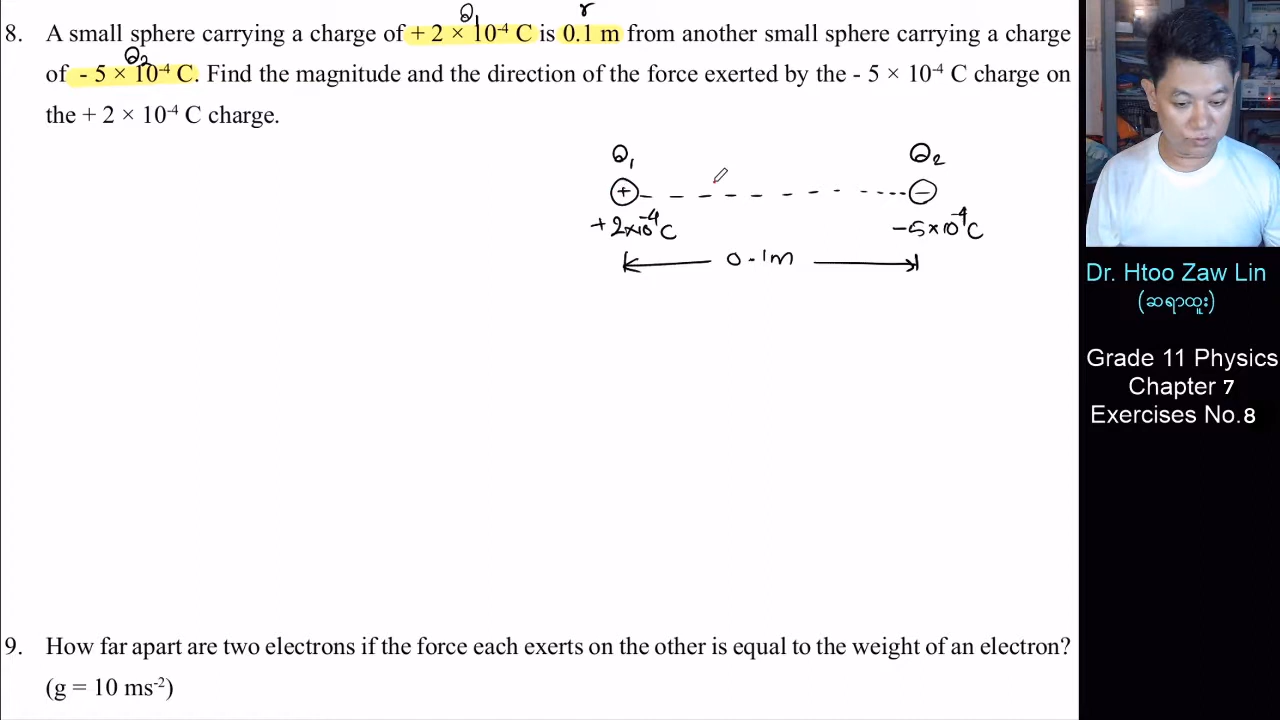 Q₁ r
8. A small sphere carrying a charge of + 2 × 10⁻⁴ C is 0.1 m from another small sphere carrying a charge
Q₂
of - 5 × 10⁻⁴ C. Find the magnitude and the direction of the force exerted by the - 5 × 10⁻⁴ C charge on
the + 2 × 10⁻⁴ C charge.
Q₁ Q₂
+ −
+2×10⁻⁴C −5×10⁻⁴C
0.1m
9. How far apart are two electrons if the force each exerts on the other is equal to the weight of an electron?
(g = 10 ms⁻²)
Dr. Htoo Zaw Lin
(ဆရာထူး)
Grade 11 Physics
Chapter 7
Exercises No.8